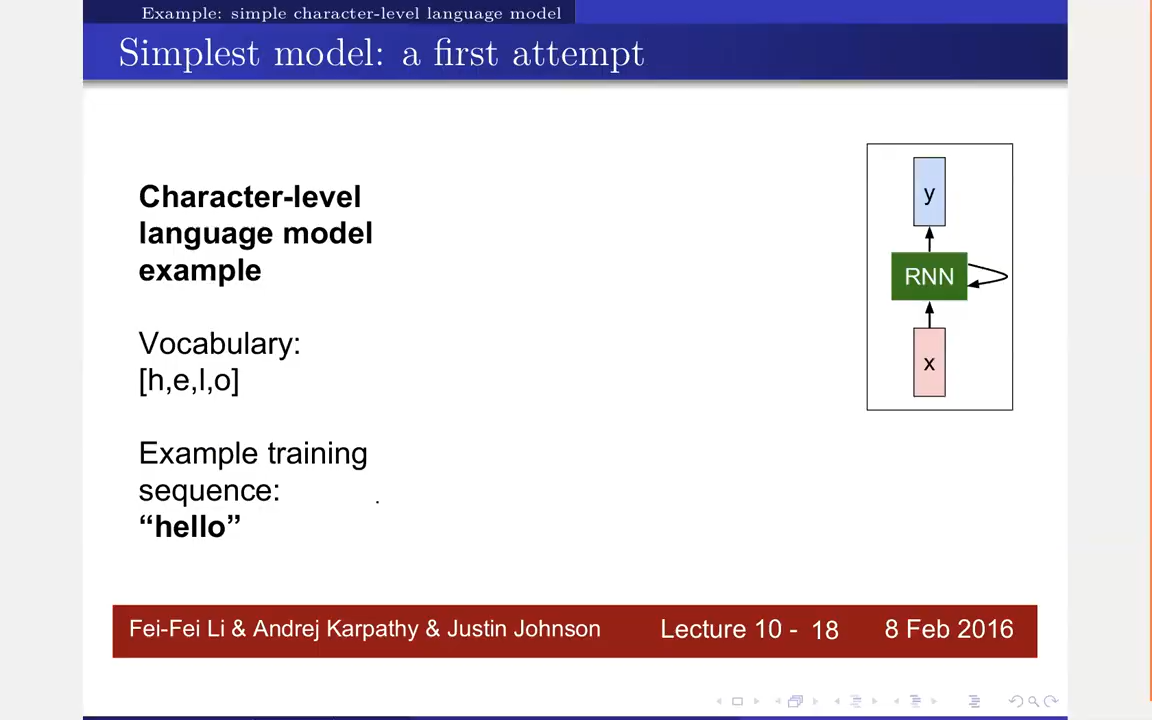 Example: simple character-level language model
Simplest model: a first attempt
Character-level
language model
example
Vocabulary:
[h,e,l,o]
Example training
sequence:
“hello”
y
RNN
x
Fei-Fei Li & Andrej Karpathy & Justin Johnson Lecture 10 - 18 8 Feb 2016